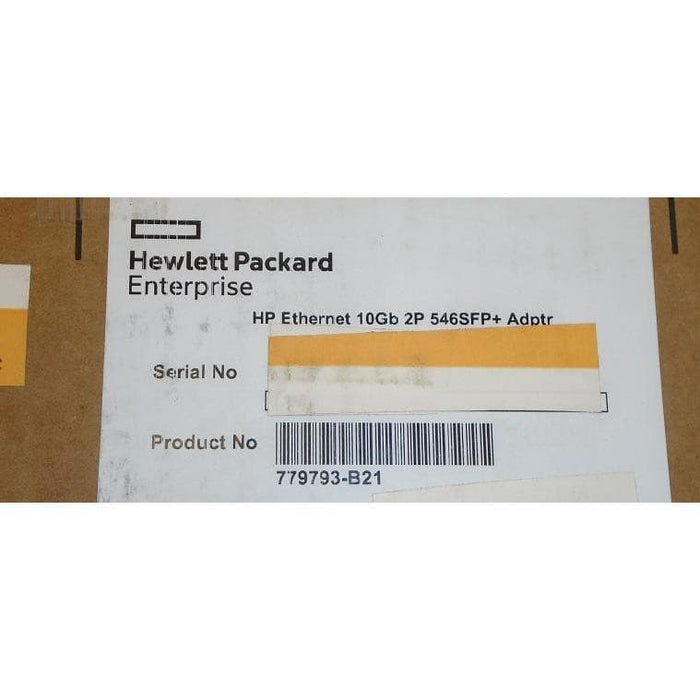 Hewlett Packard
Enterprise
HP Ethernet 10Gb 2P 546SFP+ Adptr
Serial No
Product No
779793-B21